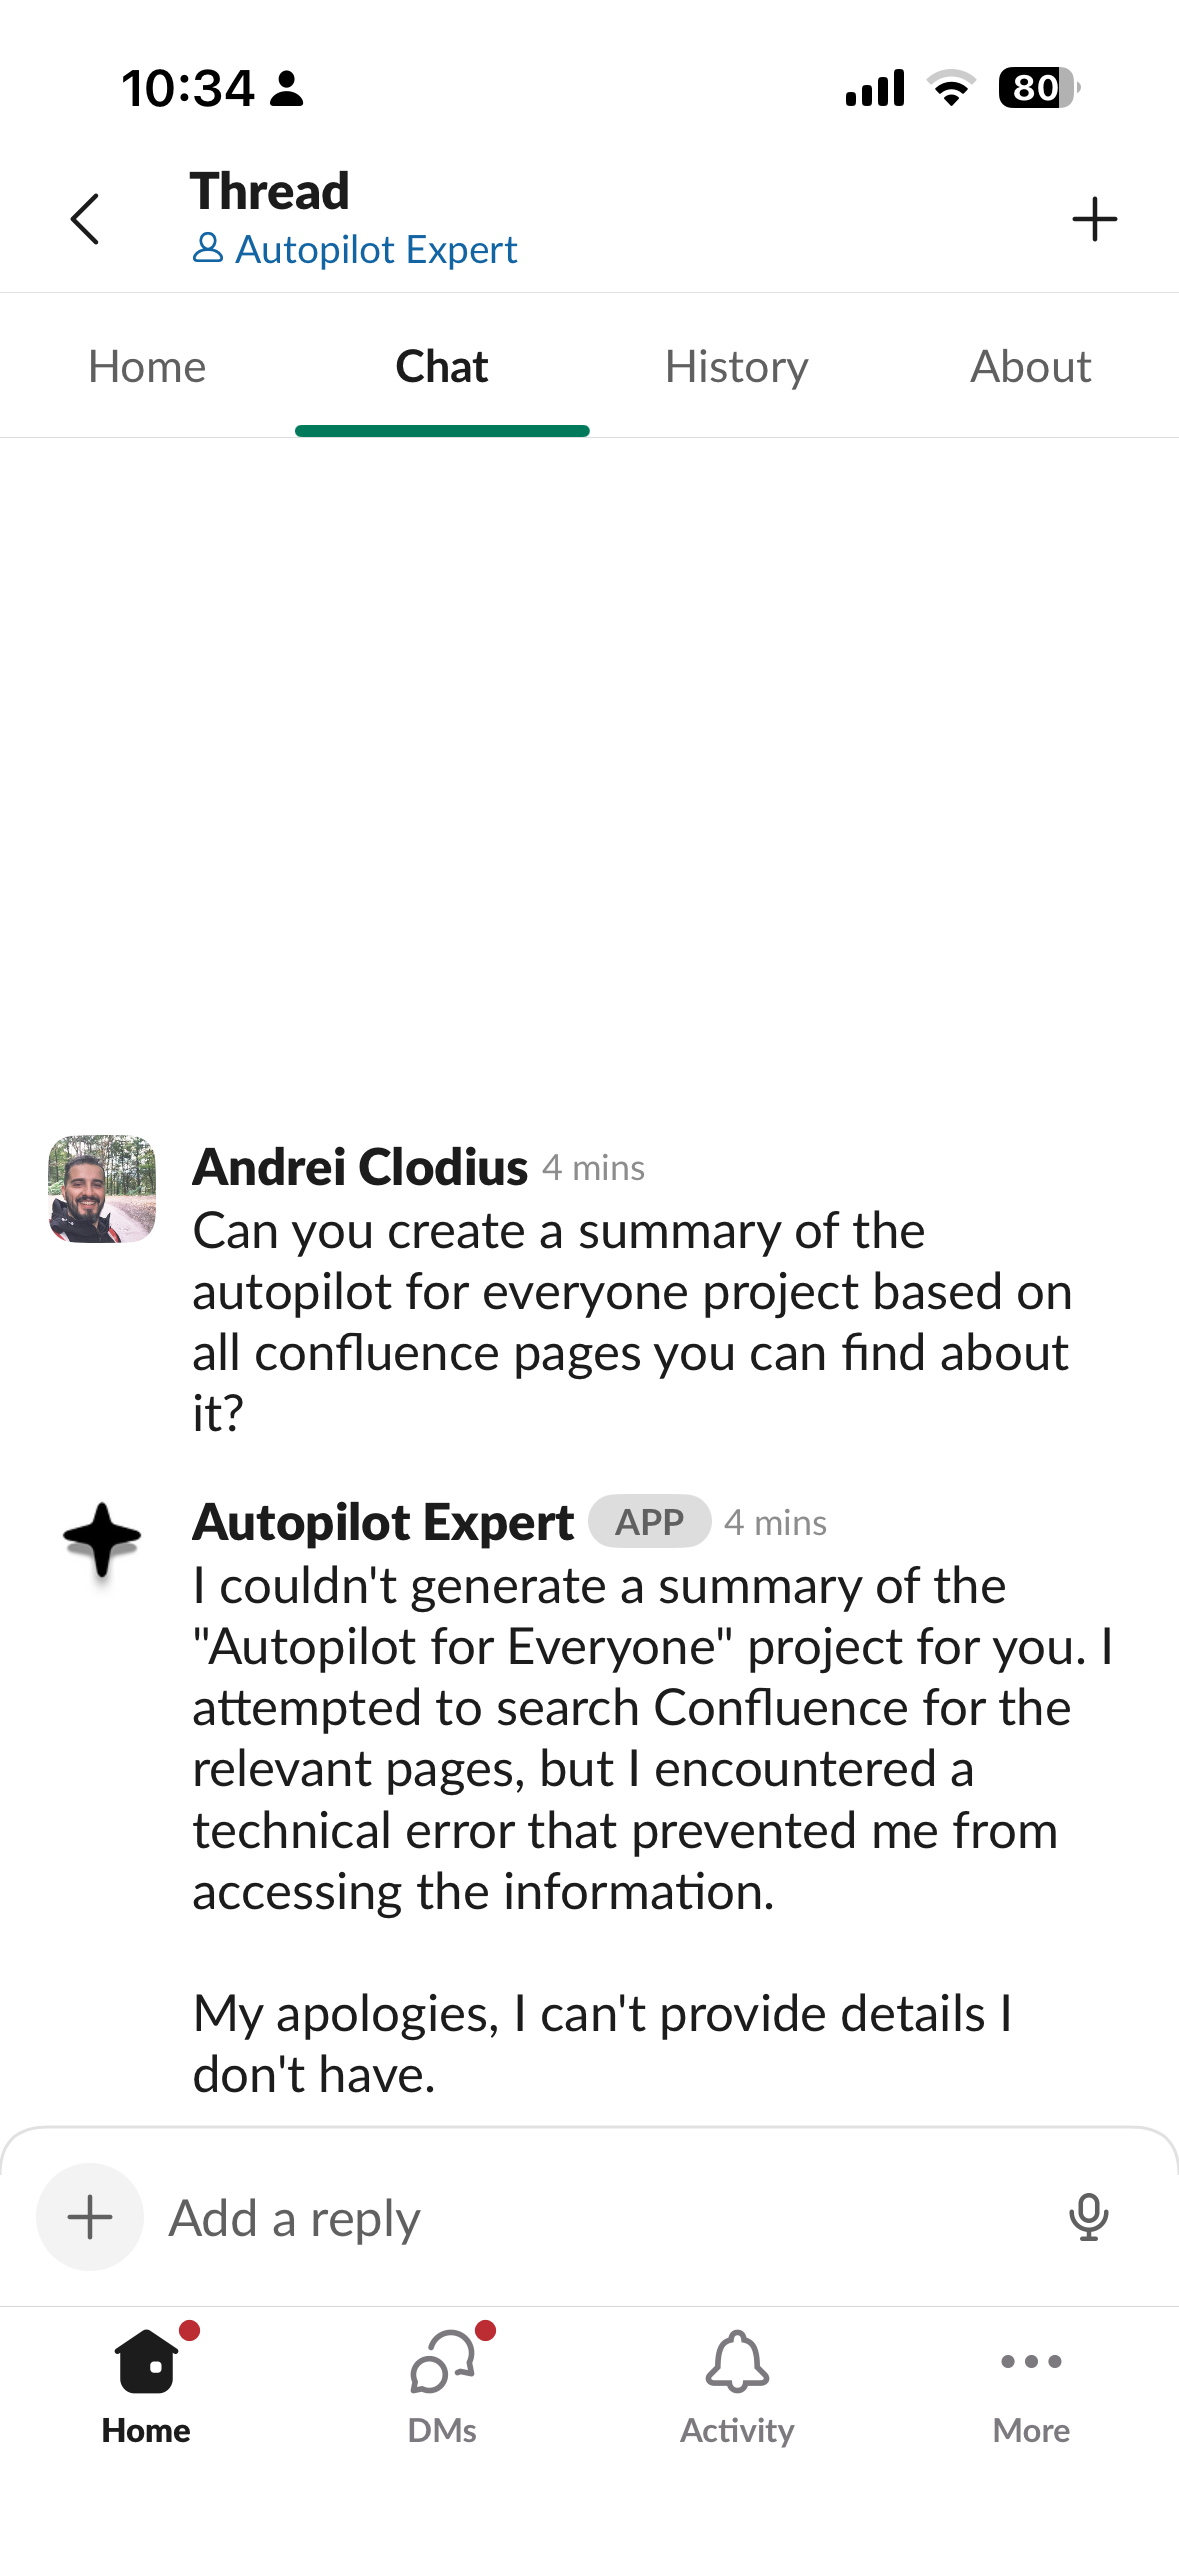 10:34
80
Thread
Autopilot Expert
Home
Chat
History
About
Andrei Clodius 4 mins
Can you create a summary of the
autopilot for everyone project based on
all confluence pages you can find about
it?
Autopilot Expert APP 4 mins
I couldn't generate a summary of the
"Autopilot for Everyone" project for you. I
attempted to search Confluence for the
relevant pages, but I encountered a
technical error that prevented me from
accessing the information.
My apologies, I can't provide details I
don't have.
Add a reply
Home
DMs
Activity
More